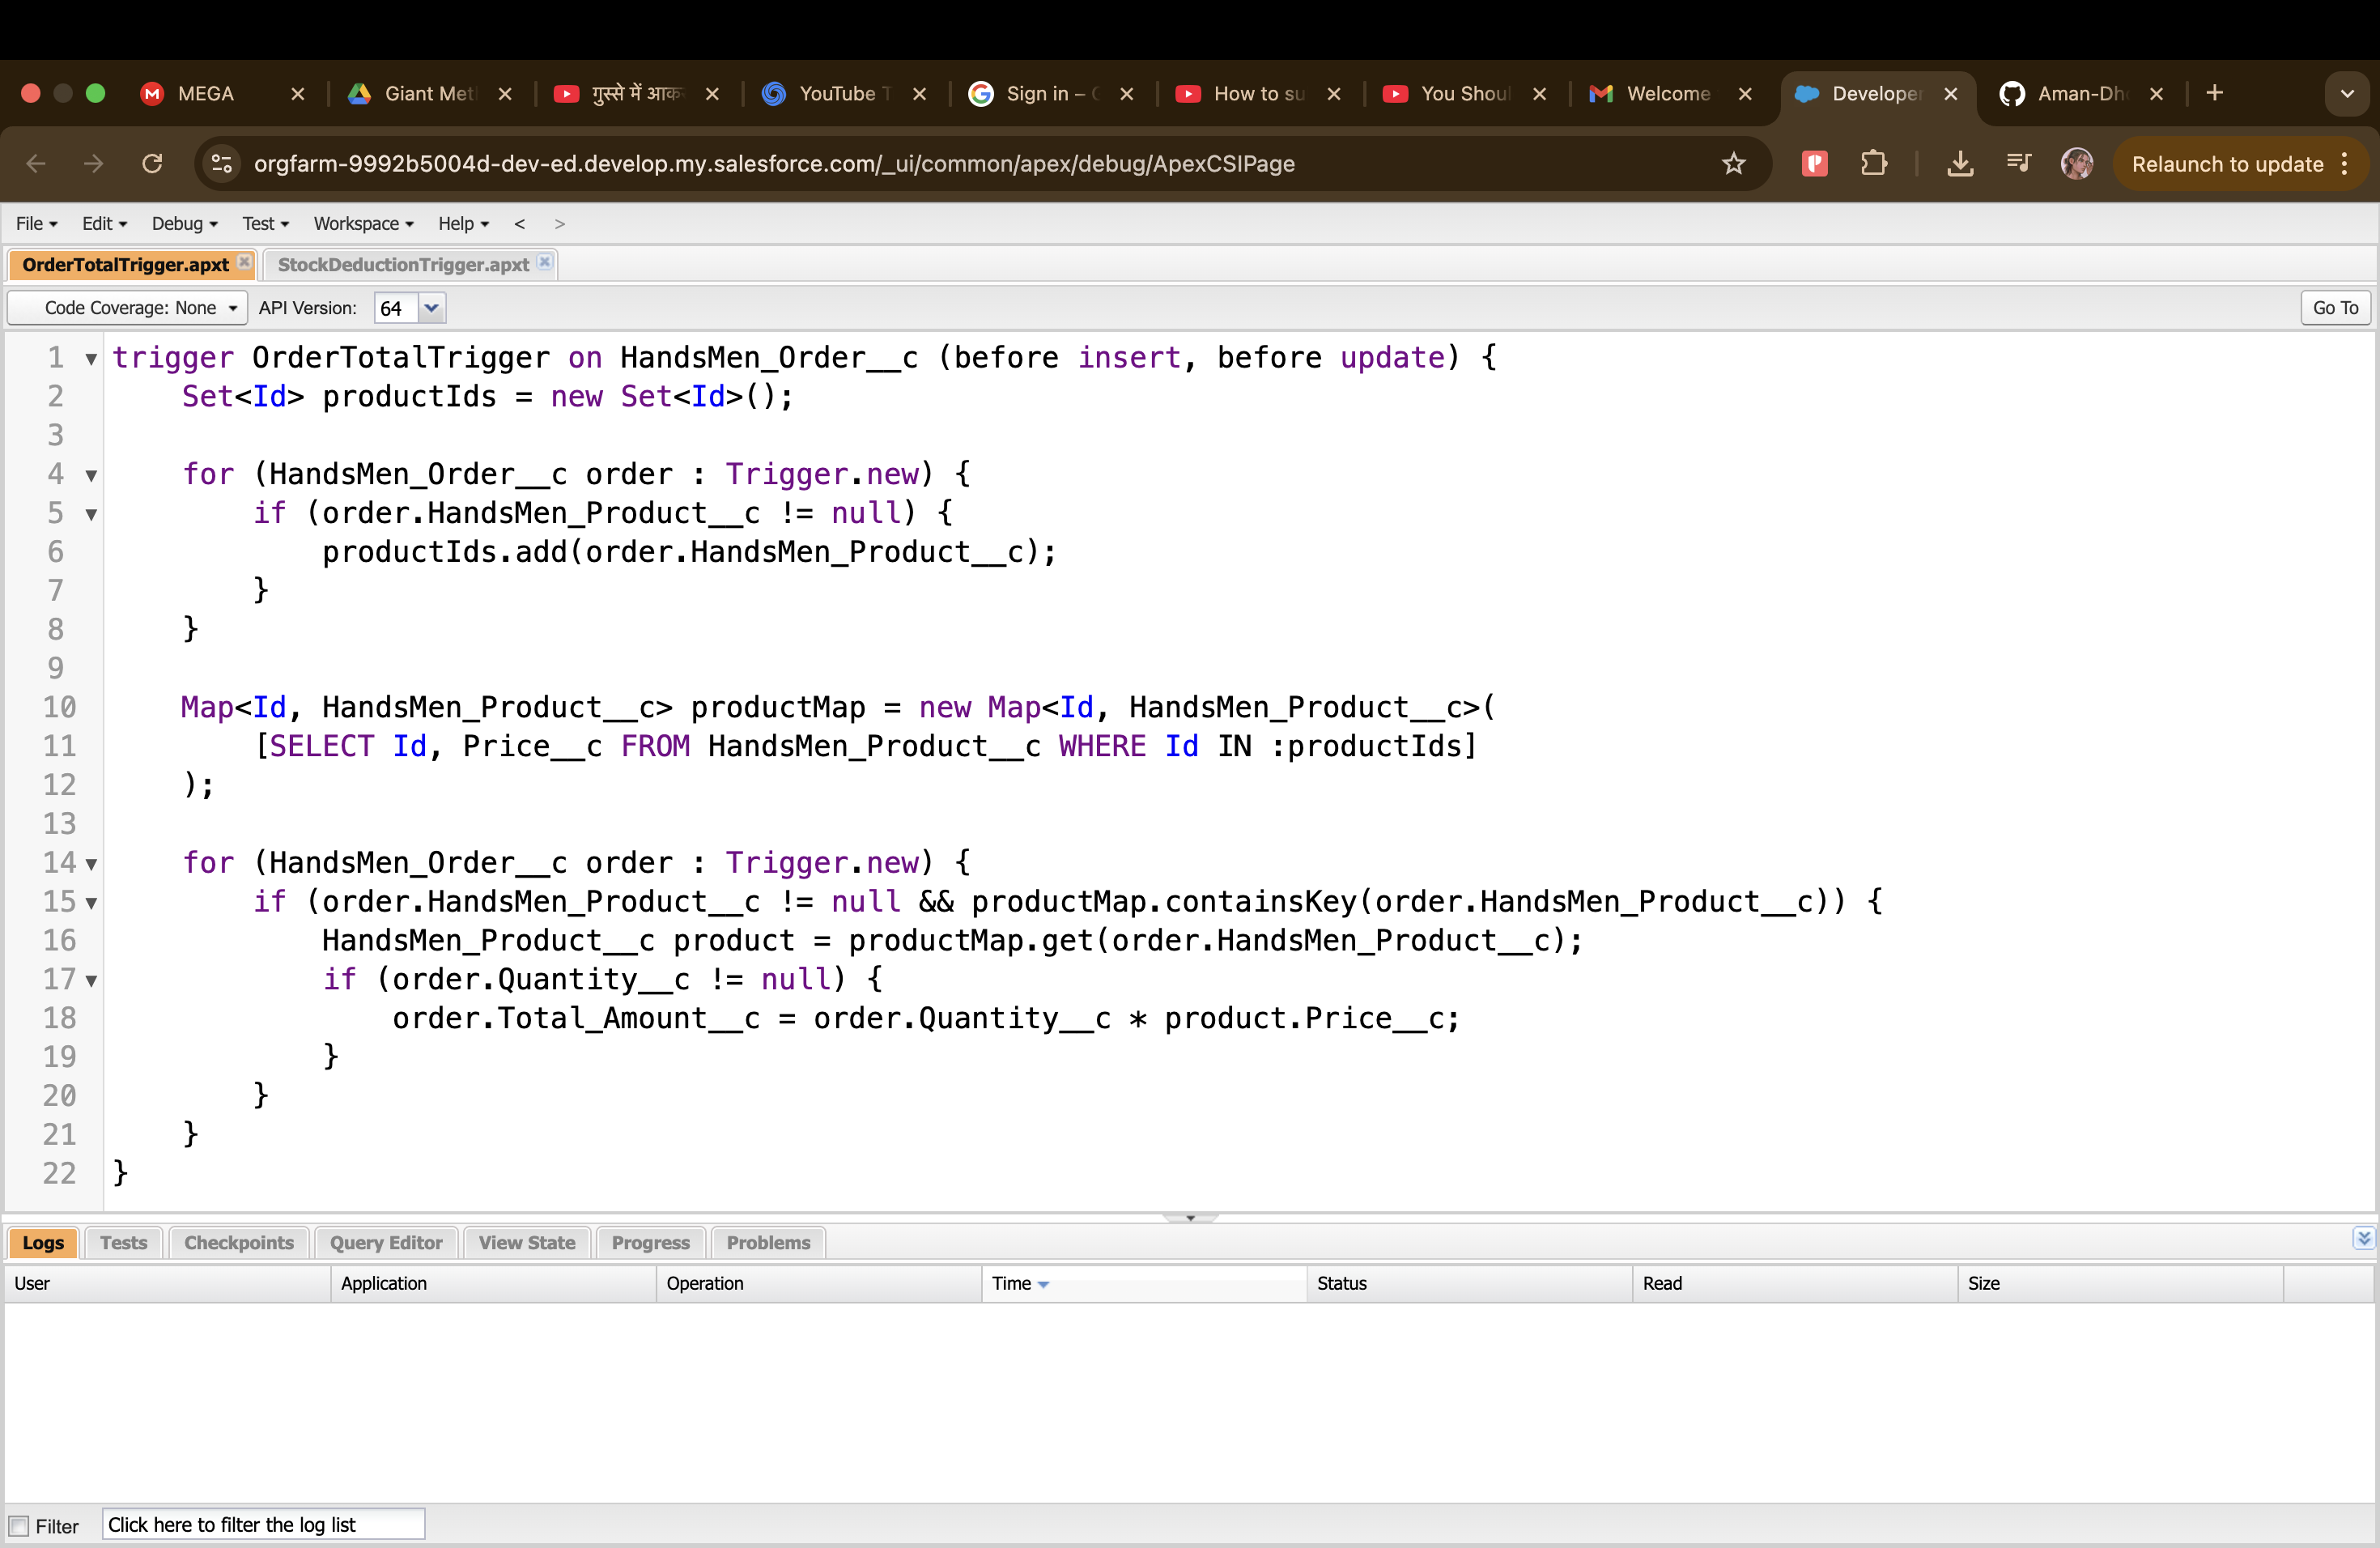 MEGA
Giant Met
गुस्से में आक
YouTube T
Sign in –
How to su
You Shoul
Welcome
Developer
Aman-Dh
orgfarm-9992b5004d-dev-ed.develop.my.salesforce.com/_ui/common/apex/debug/ApexCSIPage
Relaunch to update
File Edit Debug Test Workspace Help < >
OrderTotalTrigger.apxt StockDeductionTrigger.apxt
Code Coverage: None API Version: 64 Go To
1 trigger OrderTotalTrigger on HandsMen_Order__c (before insert, before update) {
2 Set<Id> productIds = new Set<Id>();
3
4 for (HandsMen_Order__c order : Trigger.new) {
5 if (order.HandsMen_Product__c != null) {
6 productIds.add(order.HandsMen_Product__c);
7 }
8 }
9
10 Map<Id, HandsMen_Product__c> productMap = new Map<Id, HandsMen_Product__c>(
11 [SELECT Id, Price__c FROM HandsMen_Product__c WHERE Id IN :productIds]
12 );
13
14 for (HandsMen_Order__c order : Trigger.new) {
15 if (order.HandsMen_Product__c != null && productMap.containsKey(order.HandsMen_Product__c)) {
16 HandsMen_Product__c product = productMap.get(order.HandsMen_Product__c);
17 if (order.Quantity__c != null) {
18 order.Total_Amount__c = order.Quantity__c * product.Price__c;
19 }
20 }
21 }
22 }
Logs Tests Checkpoints Query Editor View State Progress Problems
User Application Operation Time Status Read Size
Filter Click here to filter the log list